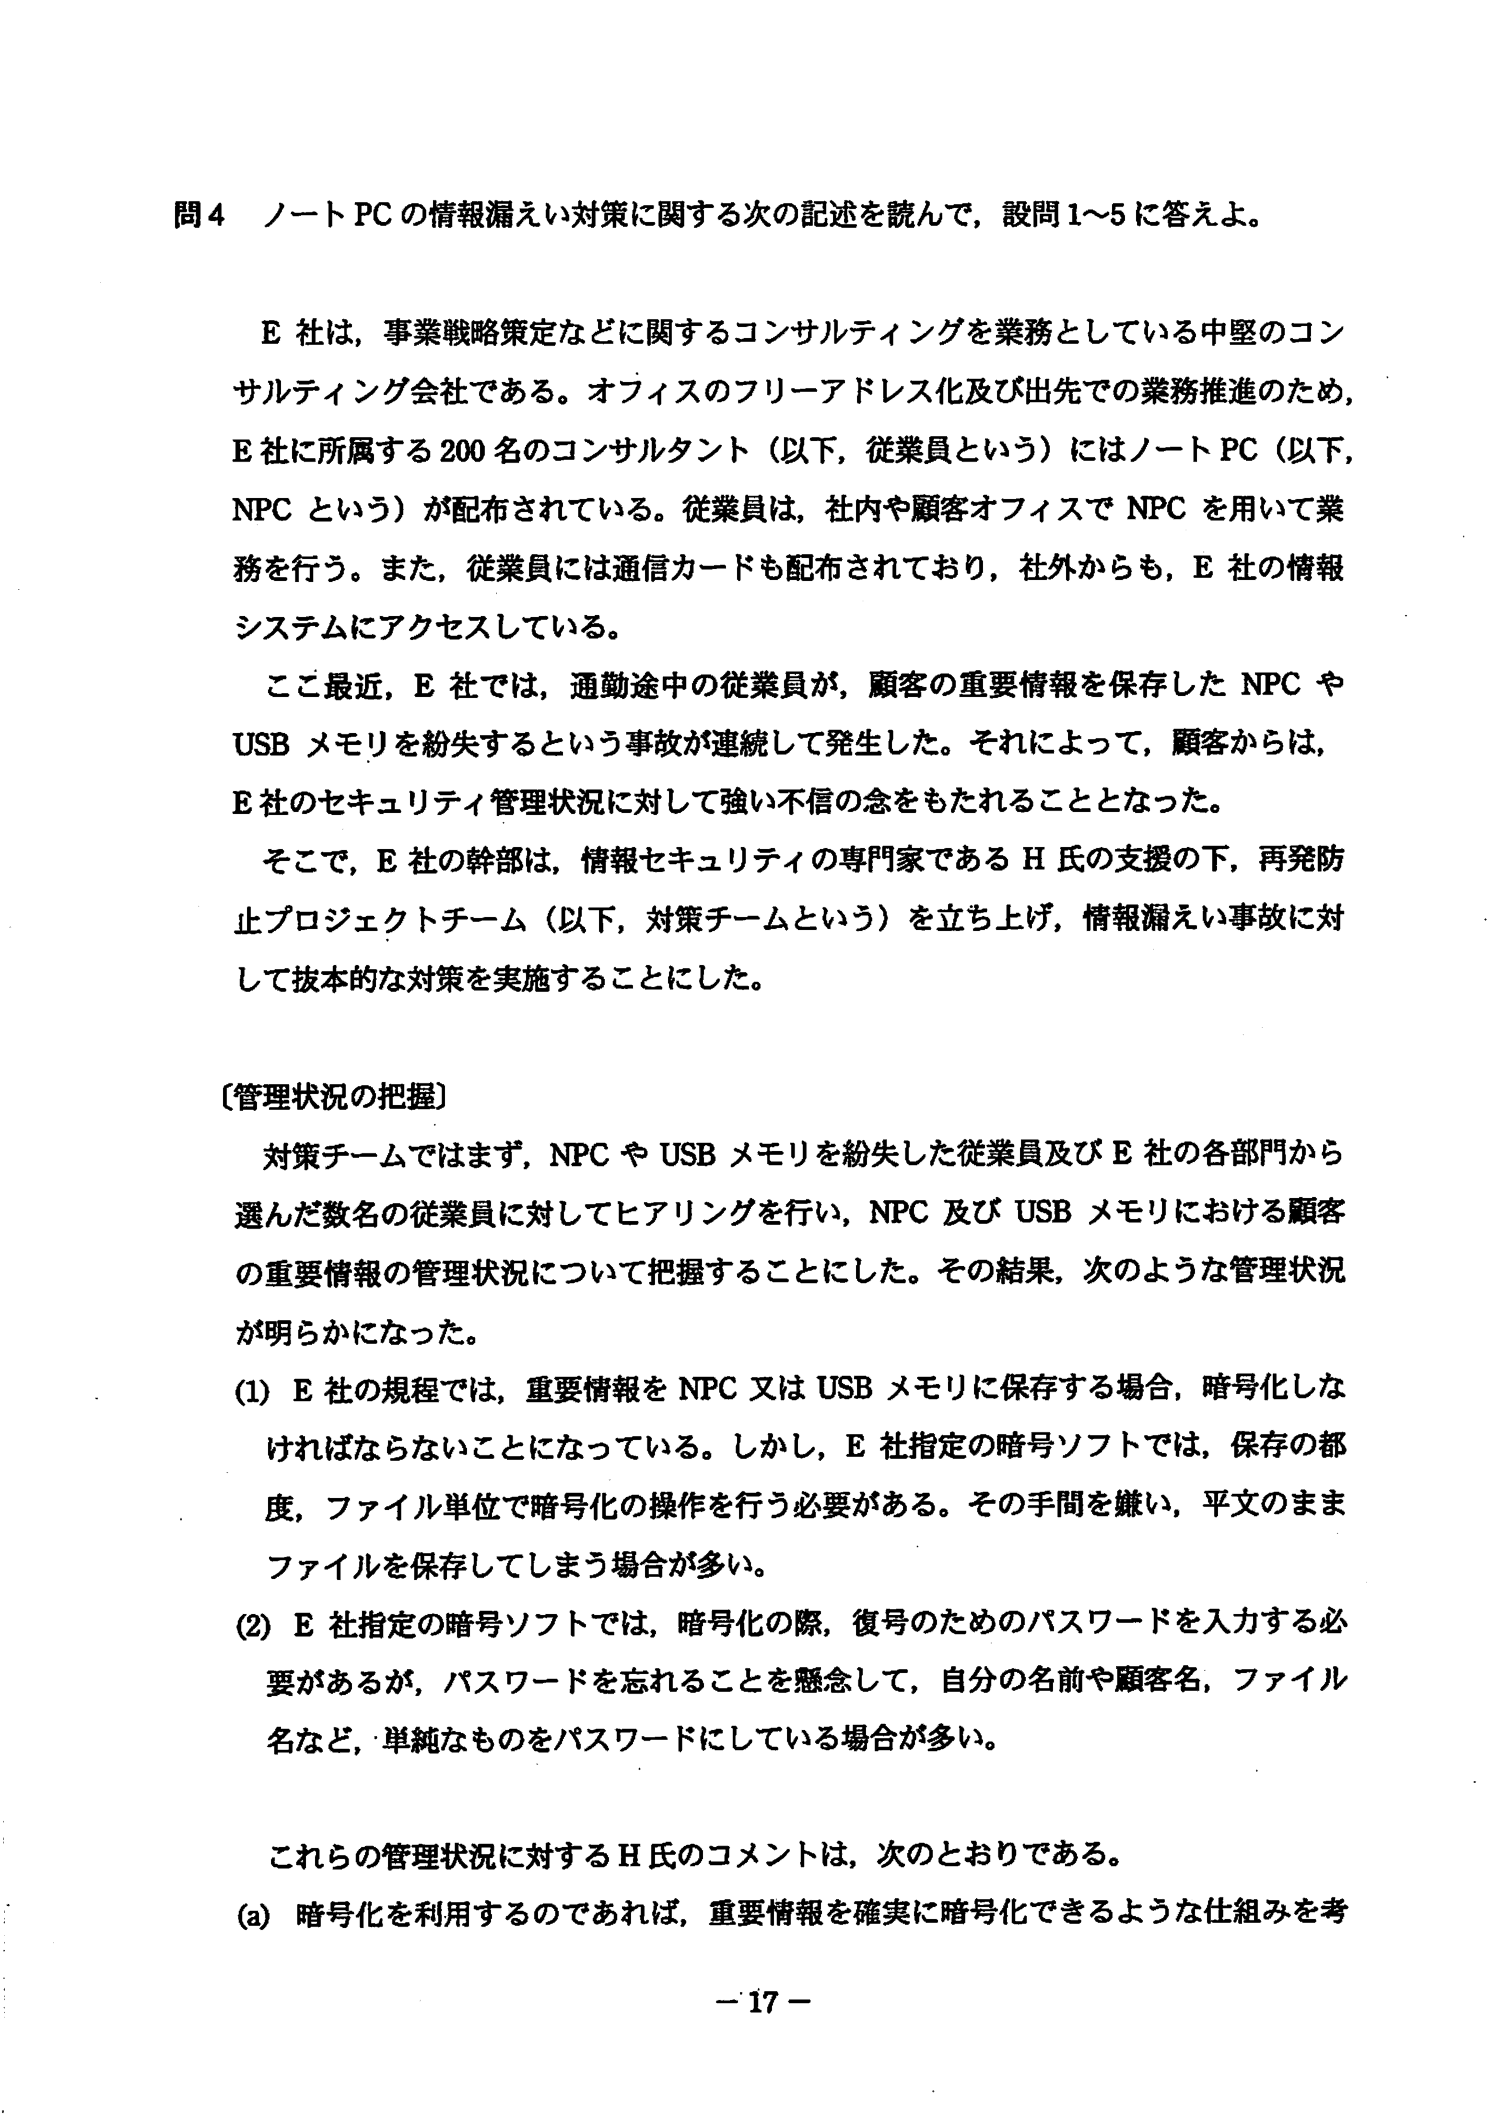 問4 ノート PC の情報漏えい対策に関する次の記述を読んで，設問 1～5 に答えよ。
E 社は，事業戦略策定などに関するコンサルティングを業務としている中堅のコン
サルティング会社である。オフィスのフリーアドレス化及び出先での業務推進のため，
E 社に所属する 200 名のコンサルタント（以下，従業員という）にはノート PC（以下，
NPC という）が配布されている。従業員は，社内や顧客オフィスで NPC を用いて業
務を行う。また，従業員には通信カードも配布されており，社外からも，E 社の情報
システムにアクセスしている。
ここ最近，E 社では，通勤途中の従業員が，顧客の重要情報を保存した NPC や
USB メモリを紛失するという事故が連続して発生した。それによって，顧客からは，
E 社のセキュリティ管理状況に対して強い不信の念をもたれることとなった。
そこで，E 社の幹部は，情報セキュリティの専門家である H 氏の支援の下，再発防
止プロジェクトチーム（以下，対策チームという）を立ち上げ，情報漏えい事故に対
して抜本的な対策を実施することにした。
〔管理状況の把握〕
対策チームではまず，NPC や USB メモリを紛失した従業員及び E 社の各部門から
選んだ数名の従業員に対してヒアリングを行い，NPC 及び USB メモリにおける顧客
の重要情報の管理状況について把握することにした。その結果，次のような管理状況
が明らかになった。
(1) E 社の規程では，重要情報を NPC 又は USB メモリに保存する場合，暗号化しな
ければならないことになっている。しかし，E 社指定の暗号ソフトでは，保存の都
度，ファイル単位で暗号化の操作を行う必要がある。その手間を嫌い，平文のまま
ファイルを保存してしまう場合が多い。
(2) E 社指定の暗号ソフトでは，暗号化の際，復号のためのパスワードを入力する必
要があるが，パスワードを忘れることを懸念して，自分の名前や顧客名，ファイル
名など，単純なものをパスワードにしている場合が多い。
これらの管理状況に対する H 氏のコメントは，次のとおりである。
(a) 暗号化を利用するのであれば，重要情報を確実に暗号化できるような仕組みを考
－ 17 －